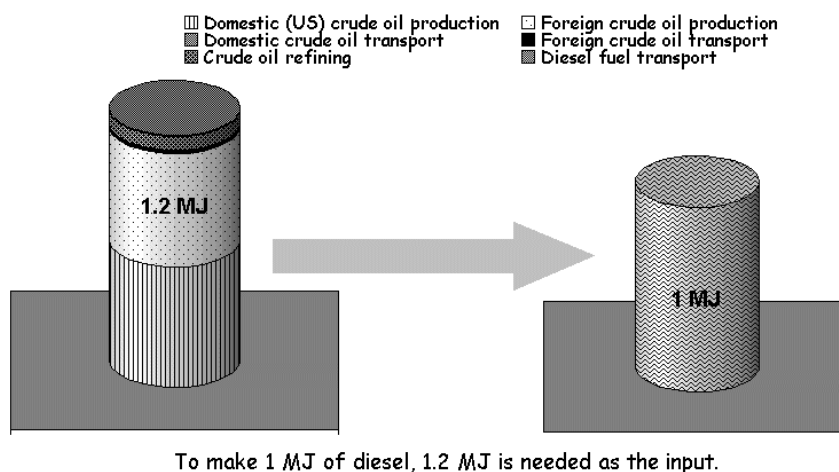 Domestic (US) crude oil production
Foreign crude oil production
Domestic crude oil transport
Foreign crude oil transport
Crude oil refining
Diesel fuel transport
1.2 MJ
1 MJ
To make 1 MJ of diesel, 1.2 MJ is needed as the input.